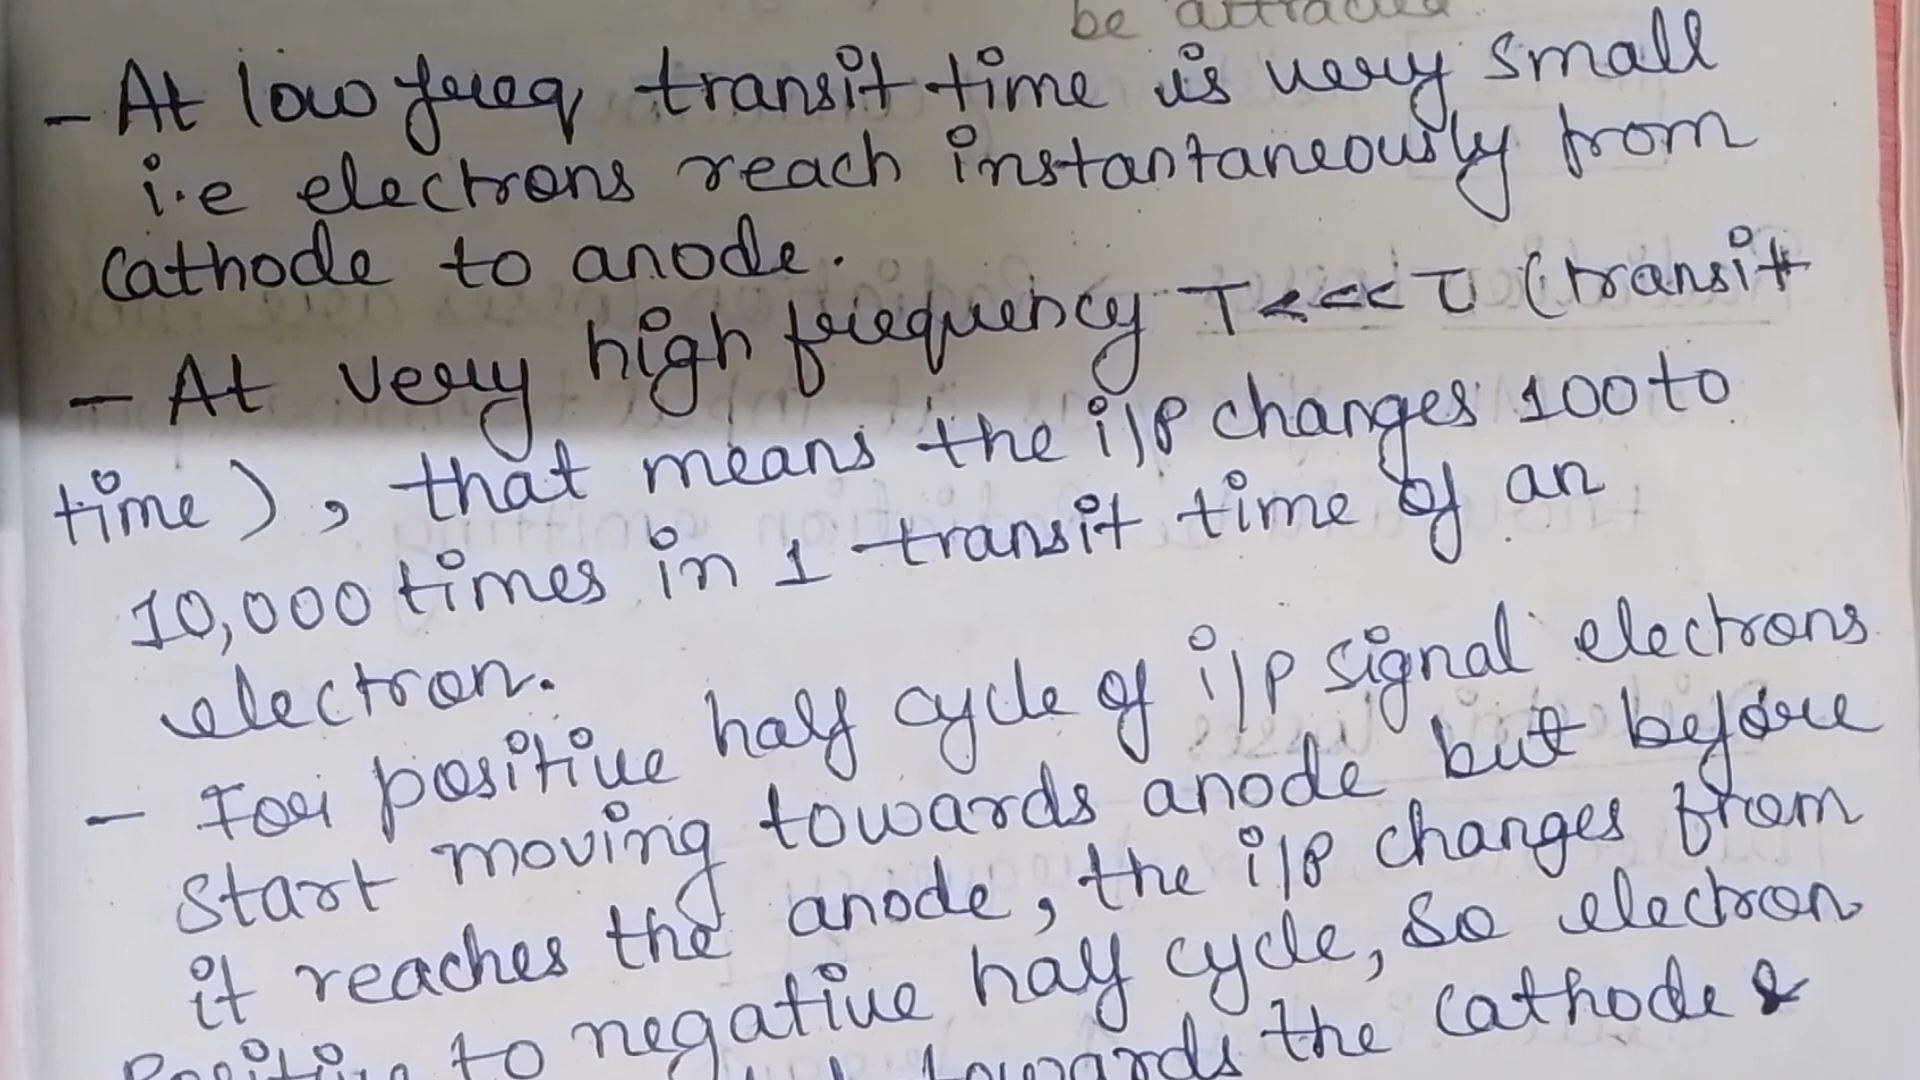 be attracted
- At low freq transit time is very small
i.e electrons reach instantaneously from
cathode to anode.
- At very high frequency T <<< τ (transit
time), that means the i/p changes 100 to
10,000 times in 1 transit time of an
electron.
- For positive half cycle of i/p signal electrons
start moving towards anode but before
it reaches the anode, the i/p changes from
Positive to negative half cycle, so electron
towards the cathode &